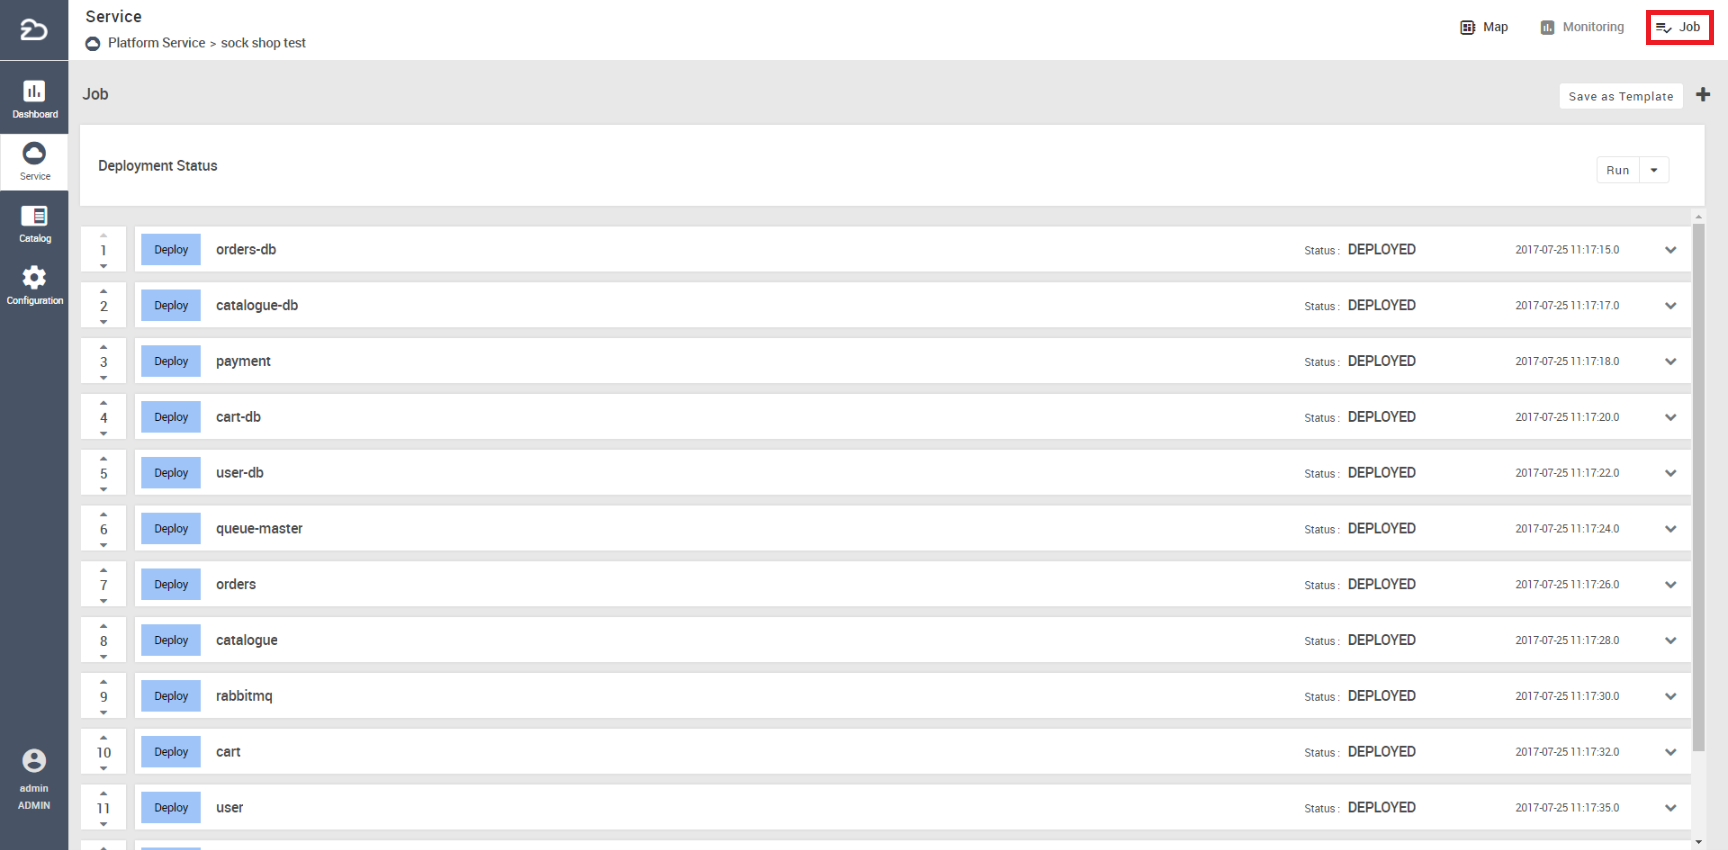 Service
Platform Service > sock shop test
Map
Monitoring
Job
Dashboard
Service
Catalog
Configuration
admin
ADMIN
Job
Save as Template
Deployment Status
Run
1 Deploy orders-db Status : DEPLOYED 2017-07-25 11:17:15.0
2 Deploy catalogue-db Status : DEPLOYED 2017-07-25 11:17:17.0
3 Deploy payment Status : DEPLOYED 2017-07-25 11:17:18.0
4 Deploy cart-db Status : DEPLOYED 2017-07-25 11:17:20.0
5 Deploy user-db Status : DEPLOYED 2017-07-25 11:17:22.0
6 Deploy queue-master Status : DEPLOYED 2017-07-25 11:17:24.0
7 Deploy orders Status : DEPLOYED 2017-07-25 11:17:26.0
8 Deploy catalogue Status : DEPLOYED 2017-07-25 11:17:28.0
9 Deploy rabbitmq Status : DEPLOYED 2017-07-25 11:17:30.0
10 Deploy cart Status : DEPLOYED 2017-07-25 11:17:32.0
11 Deploy user Status : DEPLOYED 2017-07-25 11:17:35.0